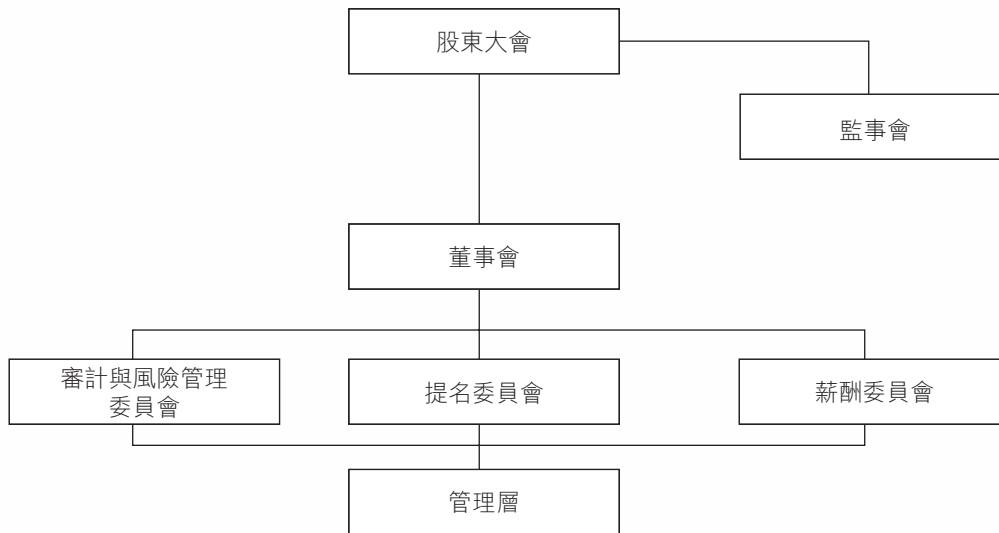 股東大會
監事會
董事會
審計與風險管理
委員會
提名委員會
薪酬委員會
管理層